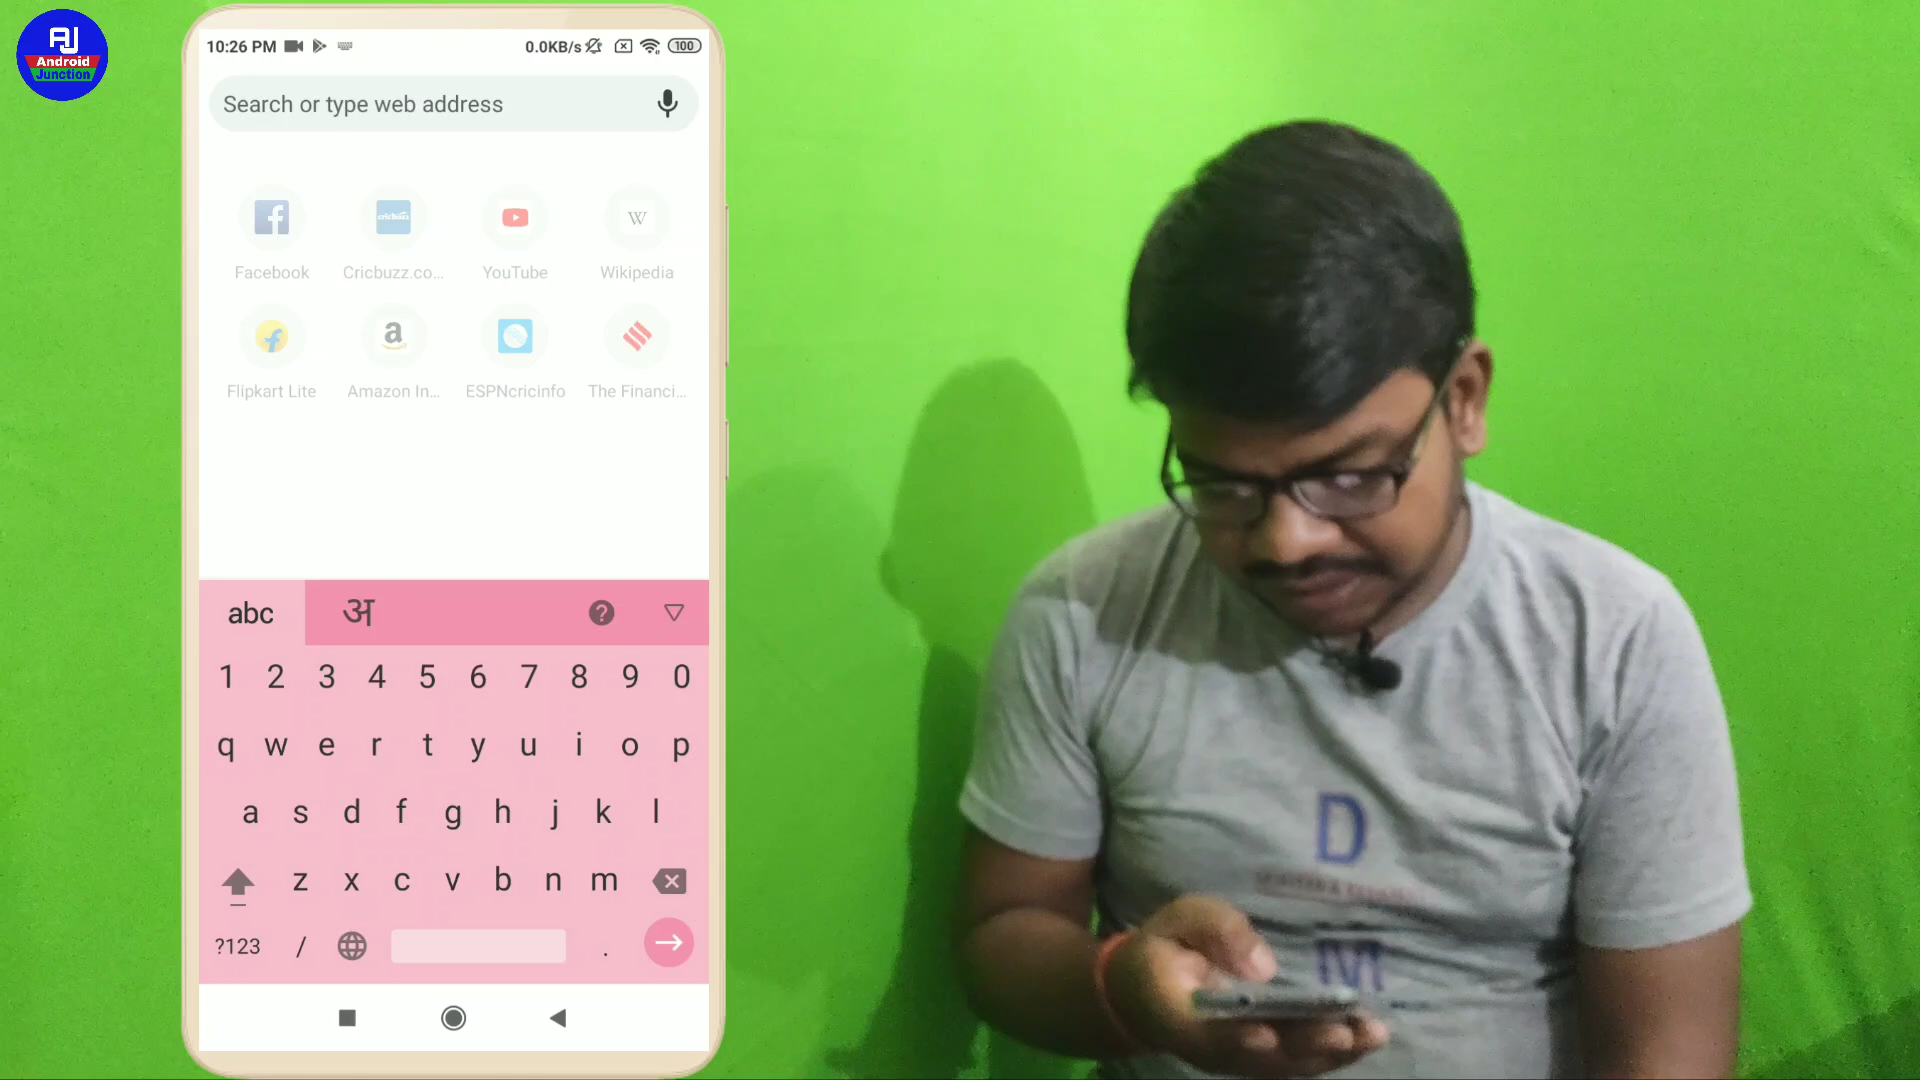 AJ
Android
Junction
10:26 PM 0.0KB/s 100
Search or type web address
cricbuzz W
Facebook Cricbuzz.co... YouTube Wikipedia
a
Flipkart Lite Amazon In... ESPNcricinfo The Financi...
abc अ ?
1 2 3 4 5 6 7 8 9 0
q w e r t y u i o p
a s d f g h j k l
z x c v b n m
?123 / .
D
M